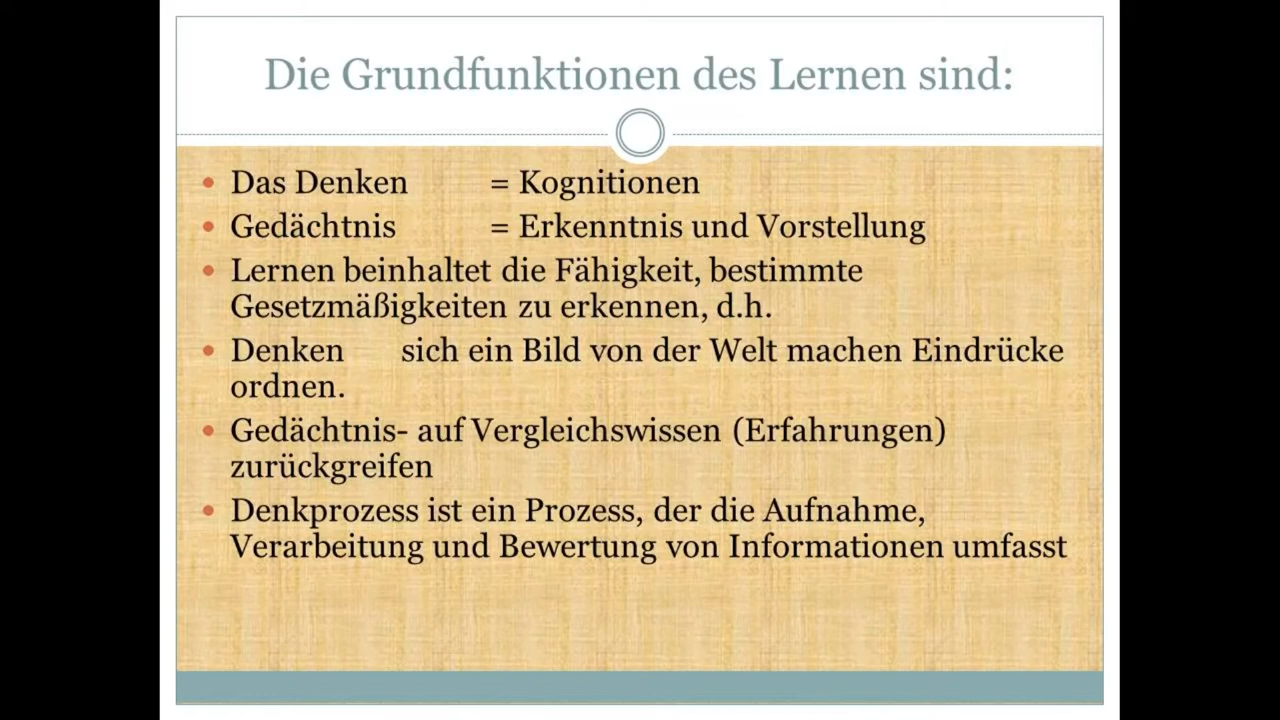 Die Grundfunktionen des Lernen sind:
• Das Denken = Kognitionen
• Gedächtnis = Erkenntnis und Vorstellung
• Lernen beinhaltet die Fähigkeit, bestimmte
Gesetzmäßigkeiten zu erkennen, d.h.
• Denken sich ein Bild von der Welt machen Eindrücke
ordnen.
• Gedächtnis- auf Vergleichswissen (Erfahrungen)
zurückgreifen
• Denkprozess ist ein Prozess, der die Aufnahme,
Verarbeitung und Bewertung von Informationen umfasst